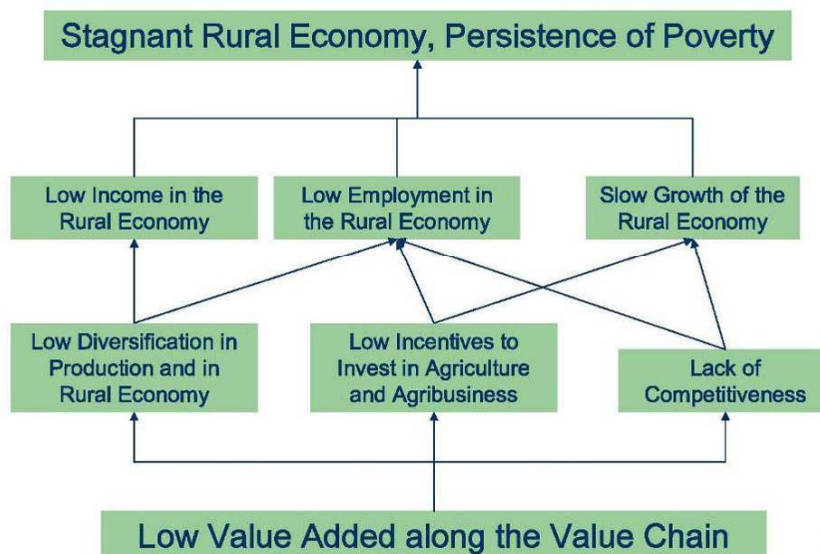 Stagnant Rural Economy, Persistence of Poverty
Low Income in the
Rural Economy
Low Employment in
the Rural Economy
Slow Growth of the
Rural Economy
Low Diversification in
Production and in
Rural Economy
Low Incentives to
Invest in Agriculture
and Agribusiness
Lack of
Competitiveness
Low Value Added along the Value Chain